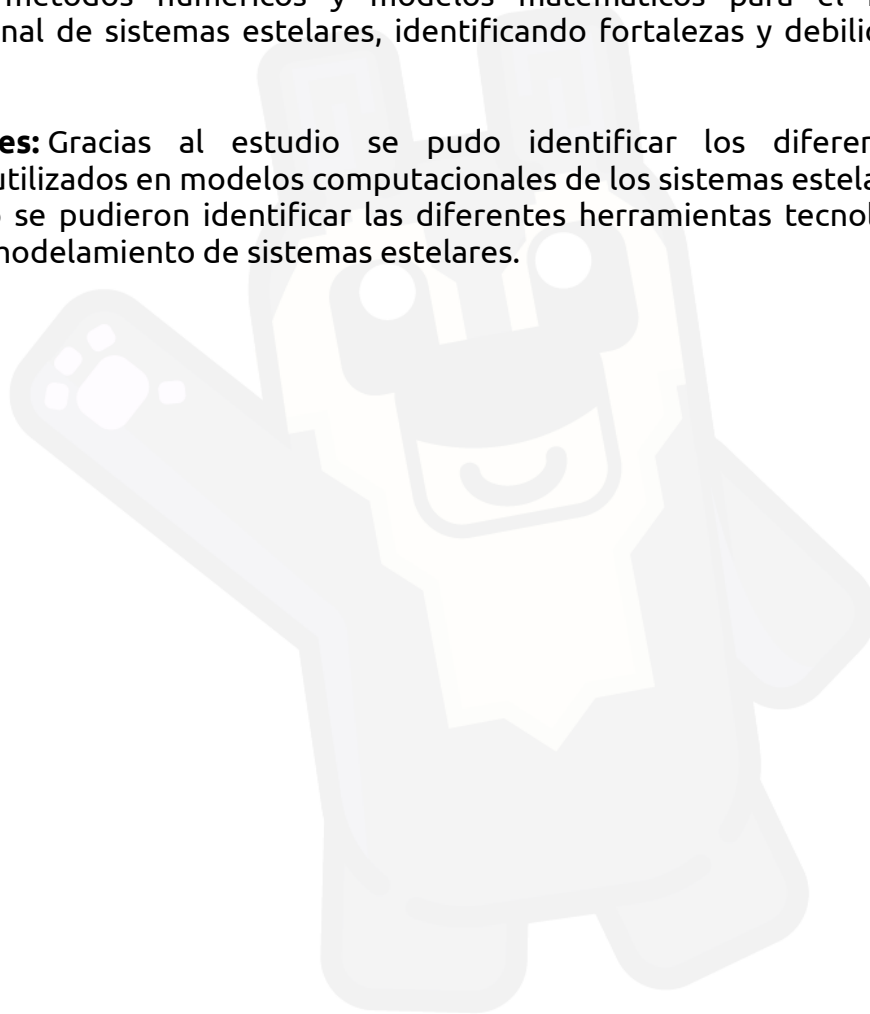 métodos numéricos y modelos matemáticos para el
nal de sistemas estelares, identificando fortalezas y debili
es: Gracias al estudio se pudo identificar los diferen
utilizados en modelos computacionales de los sistemas estela
se pudieron identificar las diferentes herramientas tecnol
modelamiento de sistemas estelares.